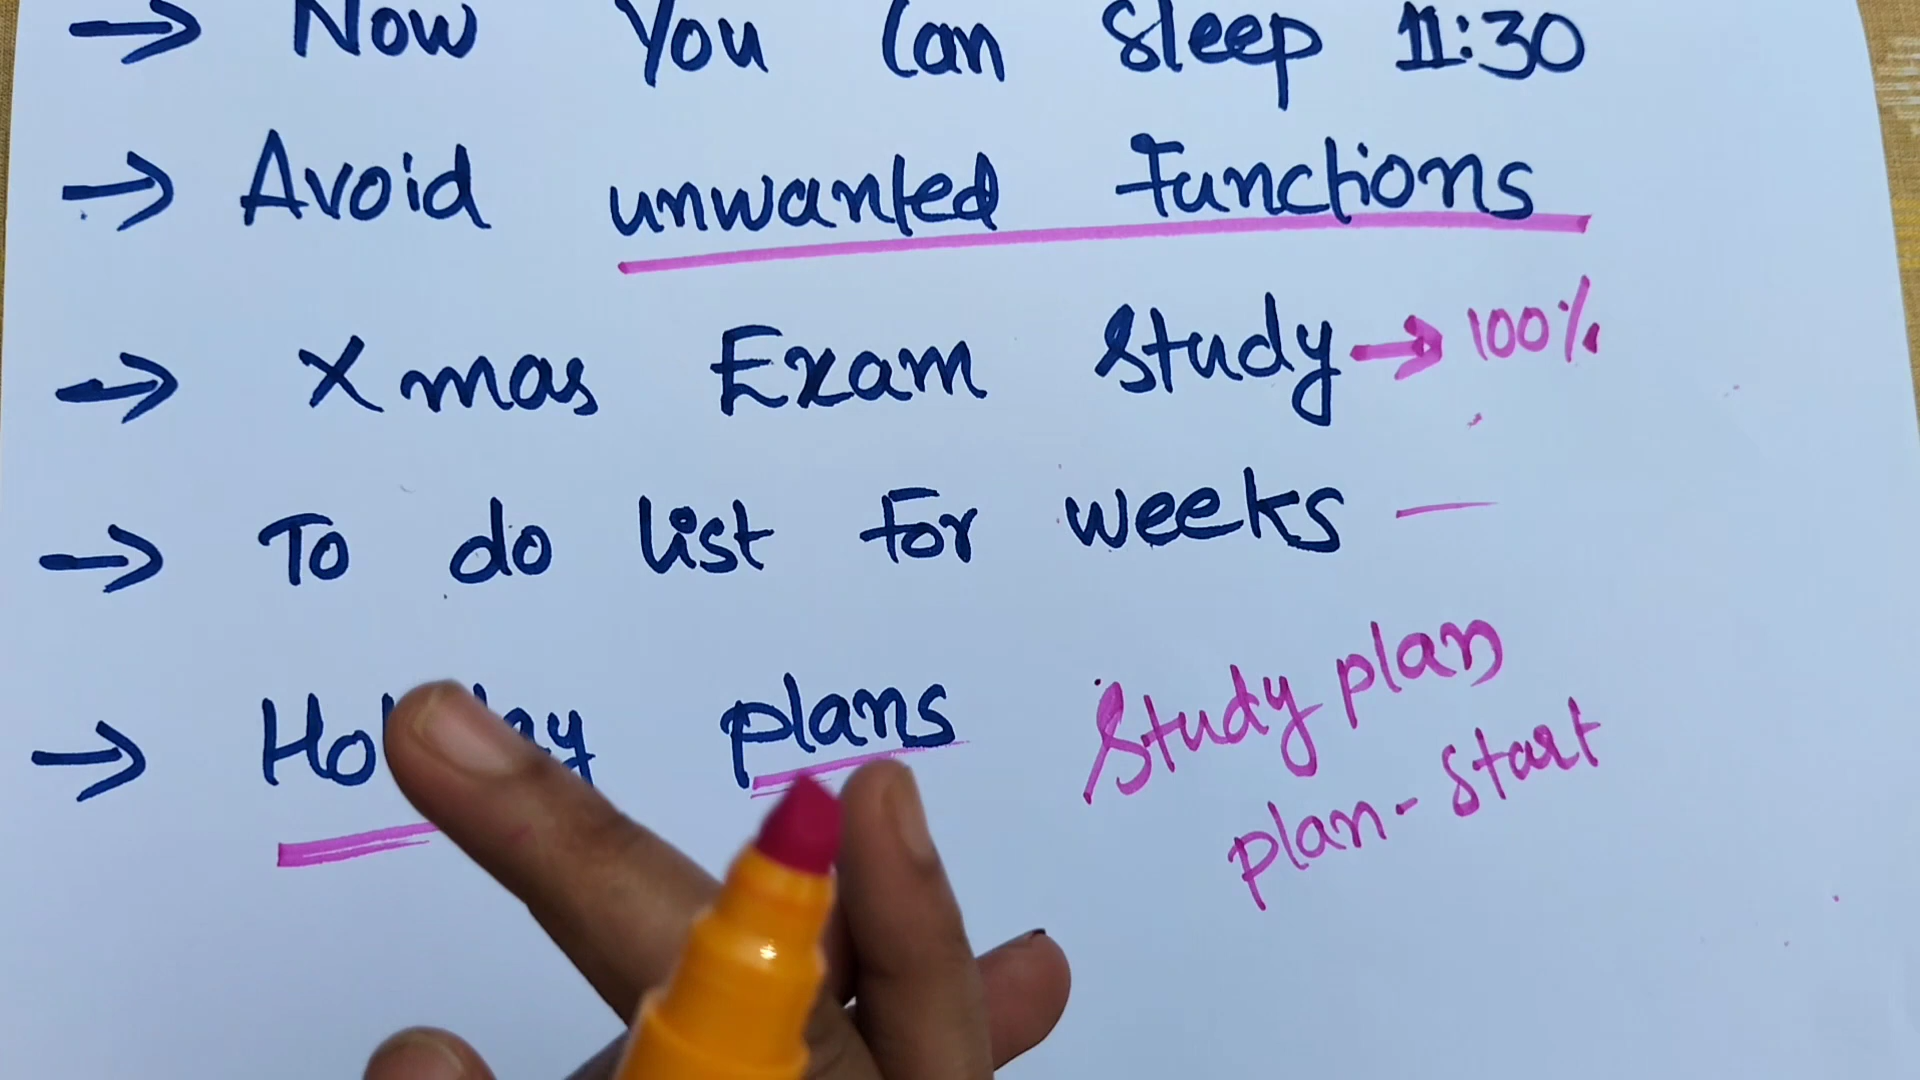 → Now You Can Sleep 11:30
→ Avoid unwanted Functions
→ Xmas Exam Study → 100%
→ To do list For weeks —
→ plans
Study plan
plan - start